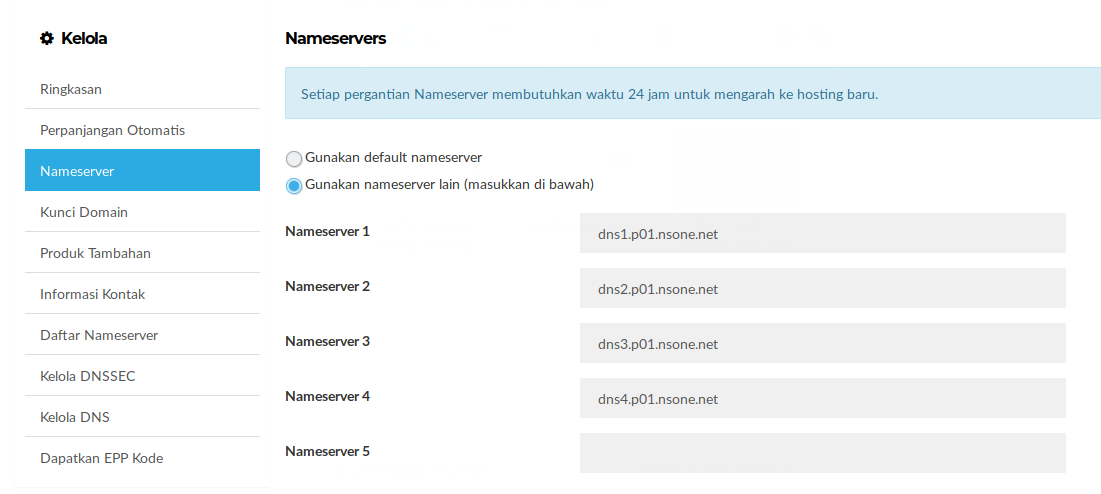 Kelola
Ringkasan
Perpanjangan Otomatis
Nameserver
Kunci Domain
Produk Tambahan
Informasi Kontak
Daftar Nameserver
Kelola DNSSEC
Kelola DNS
Dapatkan EPP Kode
Nameservers
Setiap pergantian Nameserver membutuhkan waktu 24 jam untuk mengarah ke hosting baru.
Gunakan default nameserver
Gunakan nameserver lain (masukkan di bawah)
Nameserver 1 dns1.p01.nsone.net
Nameserver 2 dns2.p01.nsone.net
Nameserver 3 dns3.p01.nsone.net
Nameserver 4 dns4.p01.nsone.net
Nameserver 5